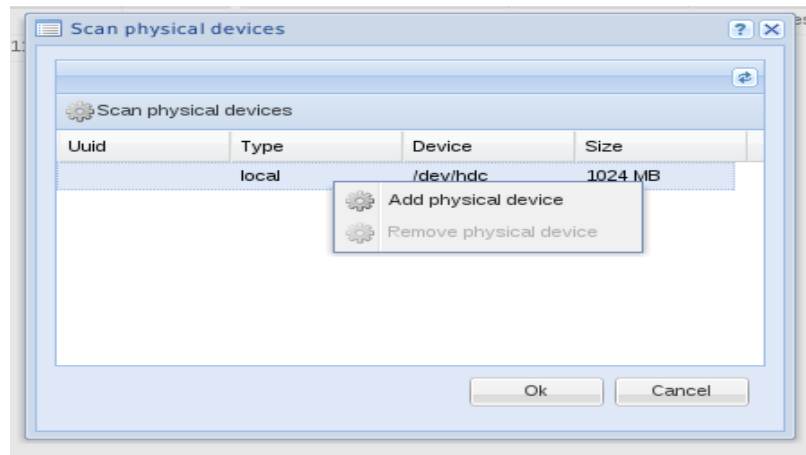 Scan physical devices
?
Scan physical devices
Uuid Type Device Size
local /dev/hdc 1024 MB
Add physical device
Remove physical device
Ok Cancel